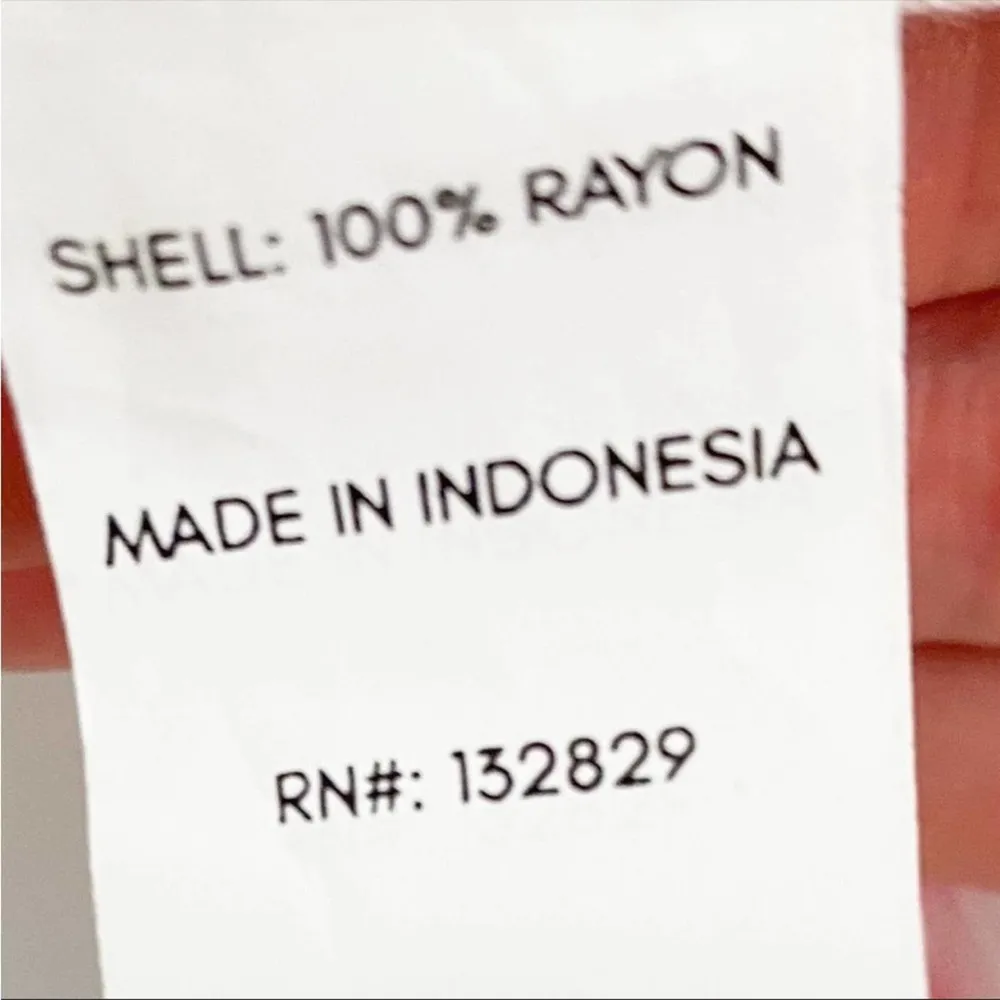 SHELL: 100% RAYON
MADE IN INDONESIA
RN#: 132829